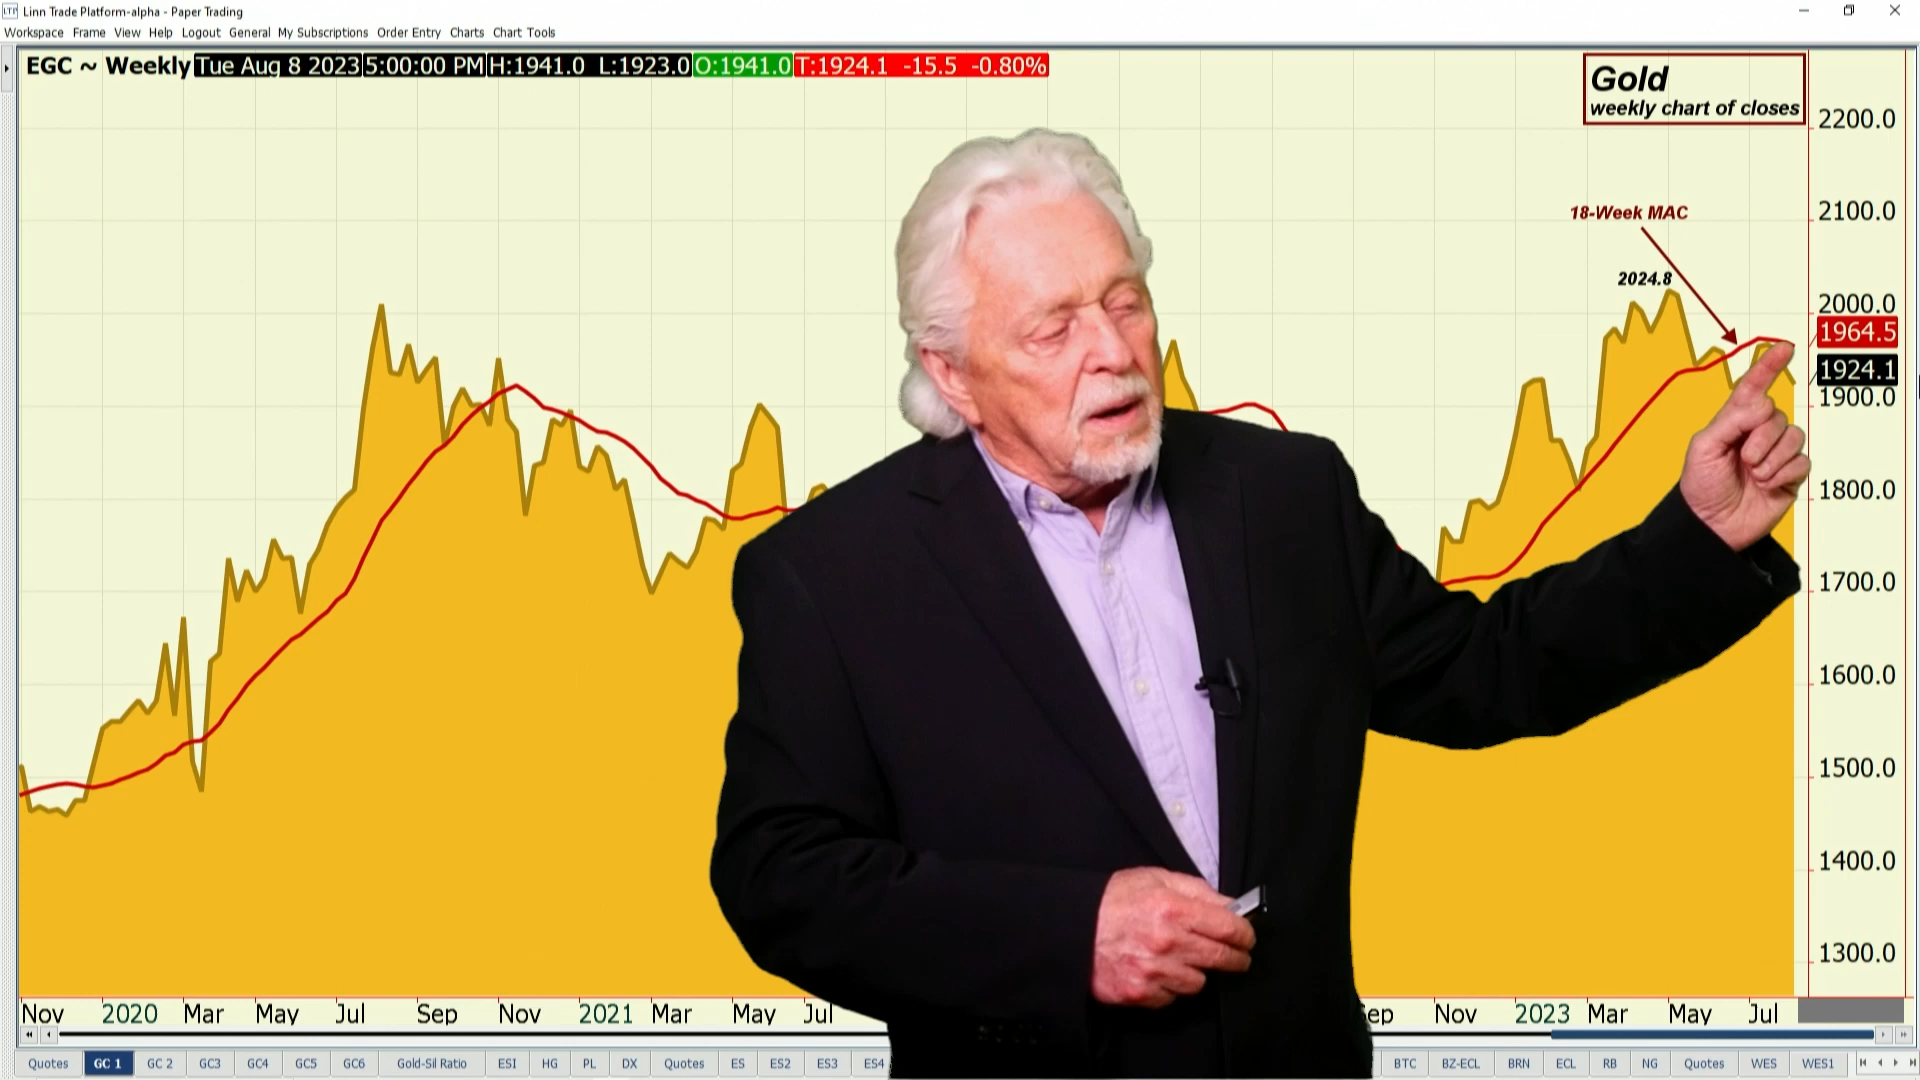 LTP Linn Trade Platform-alpha - Paper Trading
Workspace Frame View Help Logout General My Subscriptions Order Entry Charts Chart Tools
EGC ~ Weekly Tue Aug 8 2023 5:00:00 PM H:1941.0 L:1923.0 O:1941.0 T:1924.1 -15.5 -0.80%
Gold
weekly chart of closes
2200.0
18-Week MAC
2100.0
2024.8
2000.0
1964.5
1924.1
1900.0
1800.0
1700.0
1600.0
1500.0
1400.0
1300.0
Nov 2020 Mar May Jul Sep Nov 2021 Mar May Jul ep Nov 2023 Mar May Jul
Quotes GC 1 GC 2 GC3 GC4 GC5 GC6 Gold-Sil Ratio ESI HG PL DX Quotes ES ES2 ES3 ES4 BTC BZ-ECL BRN ECL RB NG Quotes WES WES1